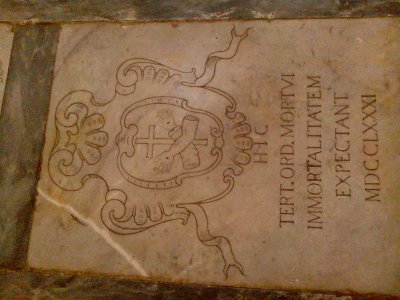 HIC
TERT. ORD. MORTVI
IMMORTALITATEM
EXPECTANT
MDCCLXXXI